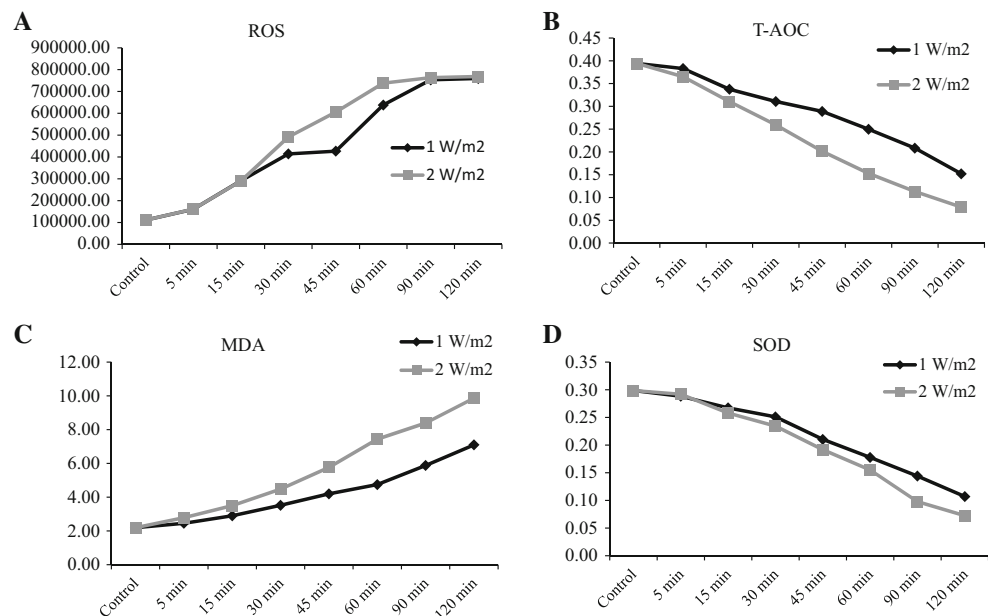 A
ROS
900000.00
800000.00
700000.00
600000.00
500000.00
400000.00
300000.00
200000.00
100000.00
0.00
1 W/m2
2 W/m2
Control
5 min
15 min
30 min
45 min
60 min
90 min
120 min
B
T-AOC
0.45
0.40
0.35
0.30
0.25
0.20
0.15
0.10
0.05
0.00
1 W/m2
2 W/m2
Control
5 min
15 min
30 min
45 min
60 min
90 min
120 min
C
MDA
12.00
10.00
8.00
6.00
4.00
2.00
0.00
1 W/m2
2 W/m2
Control
5 min
15 min
30 min
45 min
60 min
90 min
120 min
D
SOD
0.35
0.30
0.25
0.20
0.15
0.10
0.05
0.00
1 W/m2
2 W/m2
Control
5 min
15 min
30 min
45 min
60 min
90 min
120 min